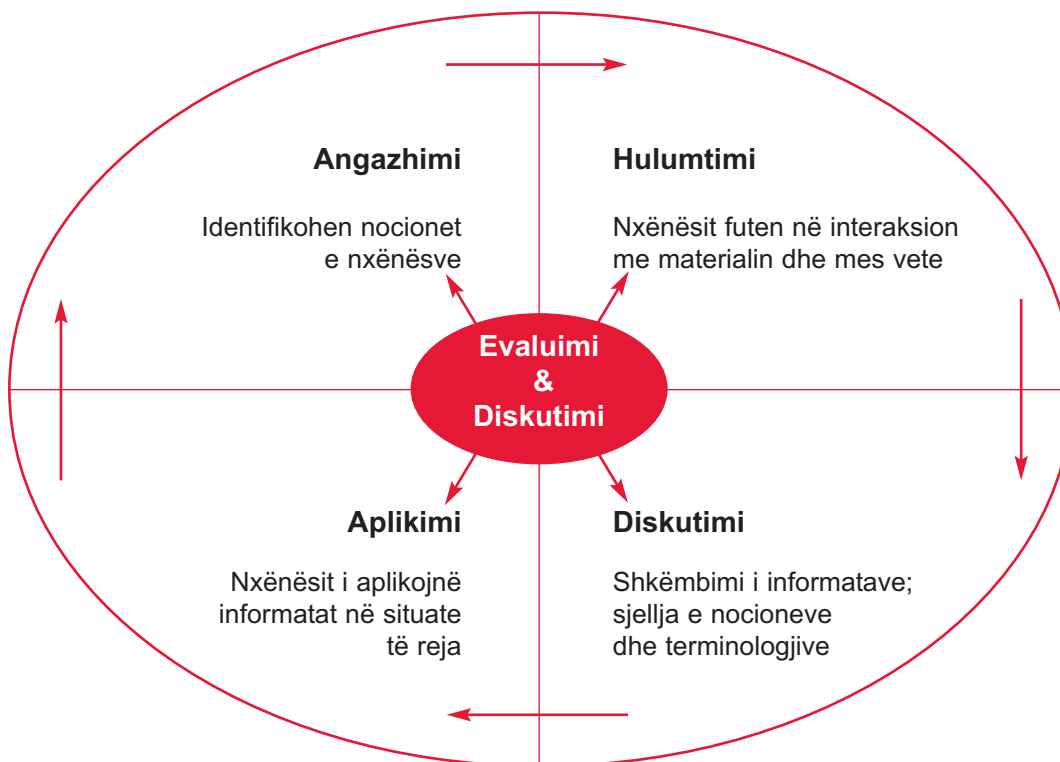 Angazhimi
Identifikohen nocionet
e nxënësve
Hulumtimi
Nxënësit futen në interaksion
me materialin dhe mes vete
Evaluimi
&
Diskutimi
Aplikimi
Nxënësit i aplikojnë
informatat në situate
të reja
Diskutimi
Shkëmbimi i informatave;
sjellja e nocioneve
dhe terminologjive